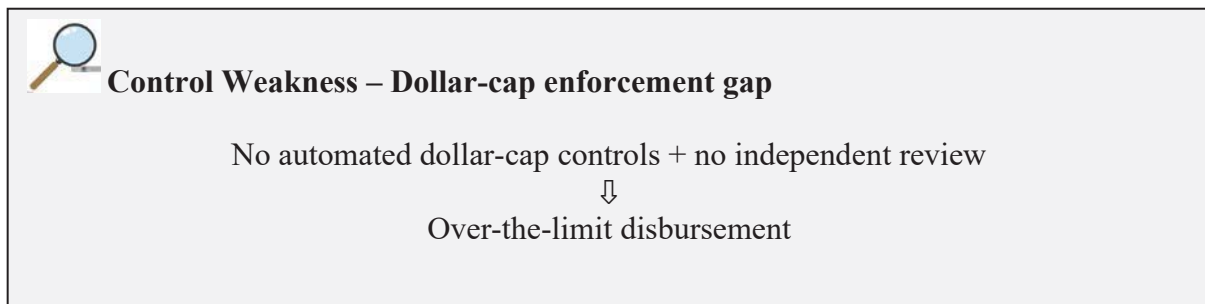 Control Weakness – Dollar-cap enforcement gap
No automated dollar-cap controls + no independent review
⇩
Over-the-limit disbursement